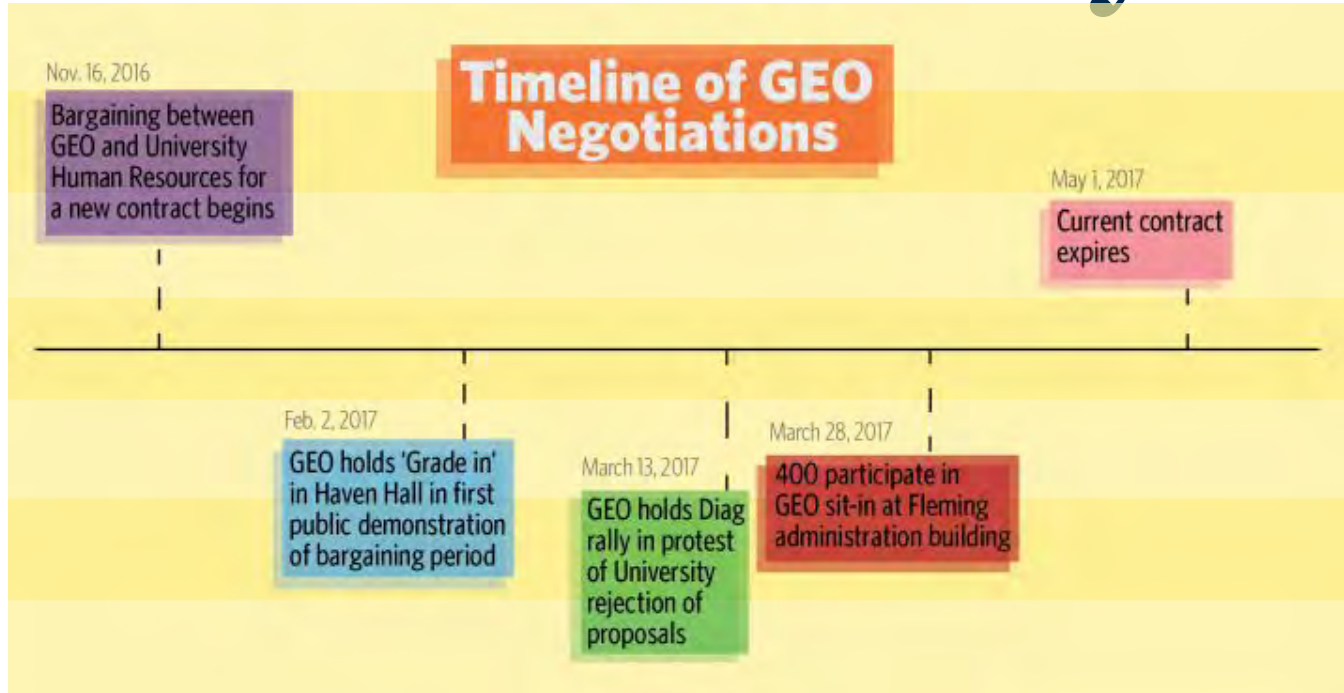 Timeline of GEO
Negotiations
Nov. 16, 2016
Bargaining between
GEO and University
Human Resources for
a new contract begins
Feb. 2, 2017
GEO holds 'Grade in'
in Haven Hall in first
public demonstration
of bargaining period
March 13, 2017
GEO holds Diag
rally in protest
of University
rejection of
proposals
March 28, 2017
400 participate in
GEO sit-in at Fleming
administration building
May 1, 2017
Current contract
expires